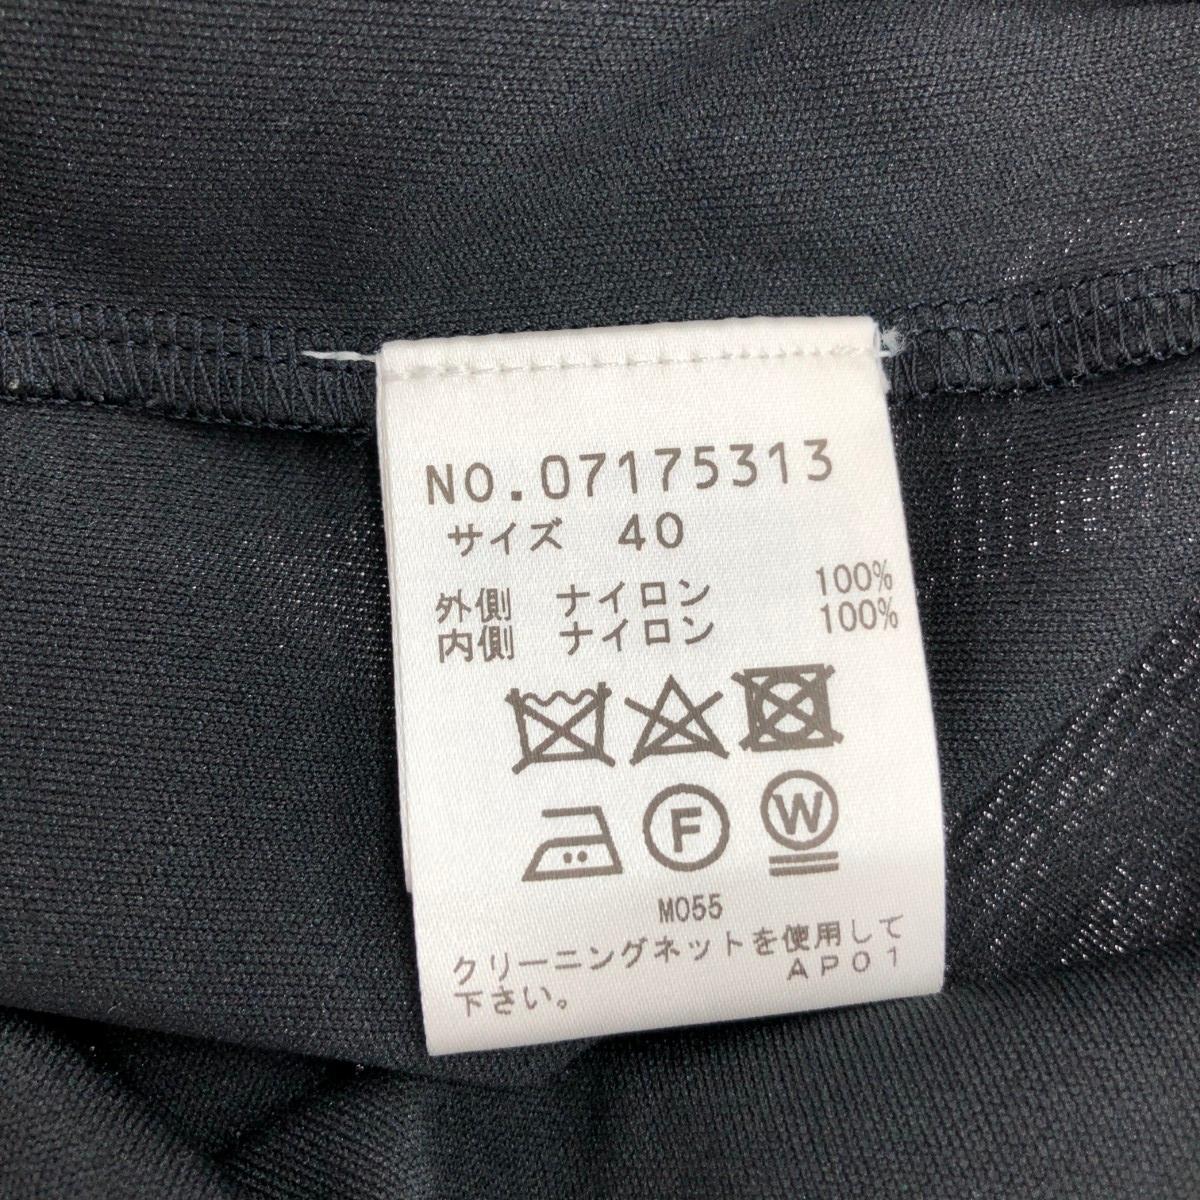 NO.07175313
サイズ 40
外側 ナイロン 100%
内側 ナイロン 100%
F W
M055
クリーニングネットを使用して
下さい。 AP01